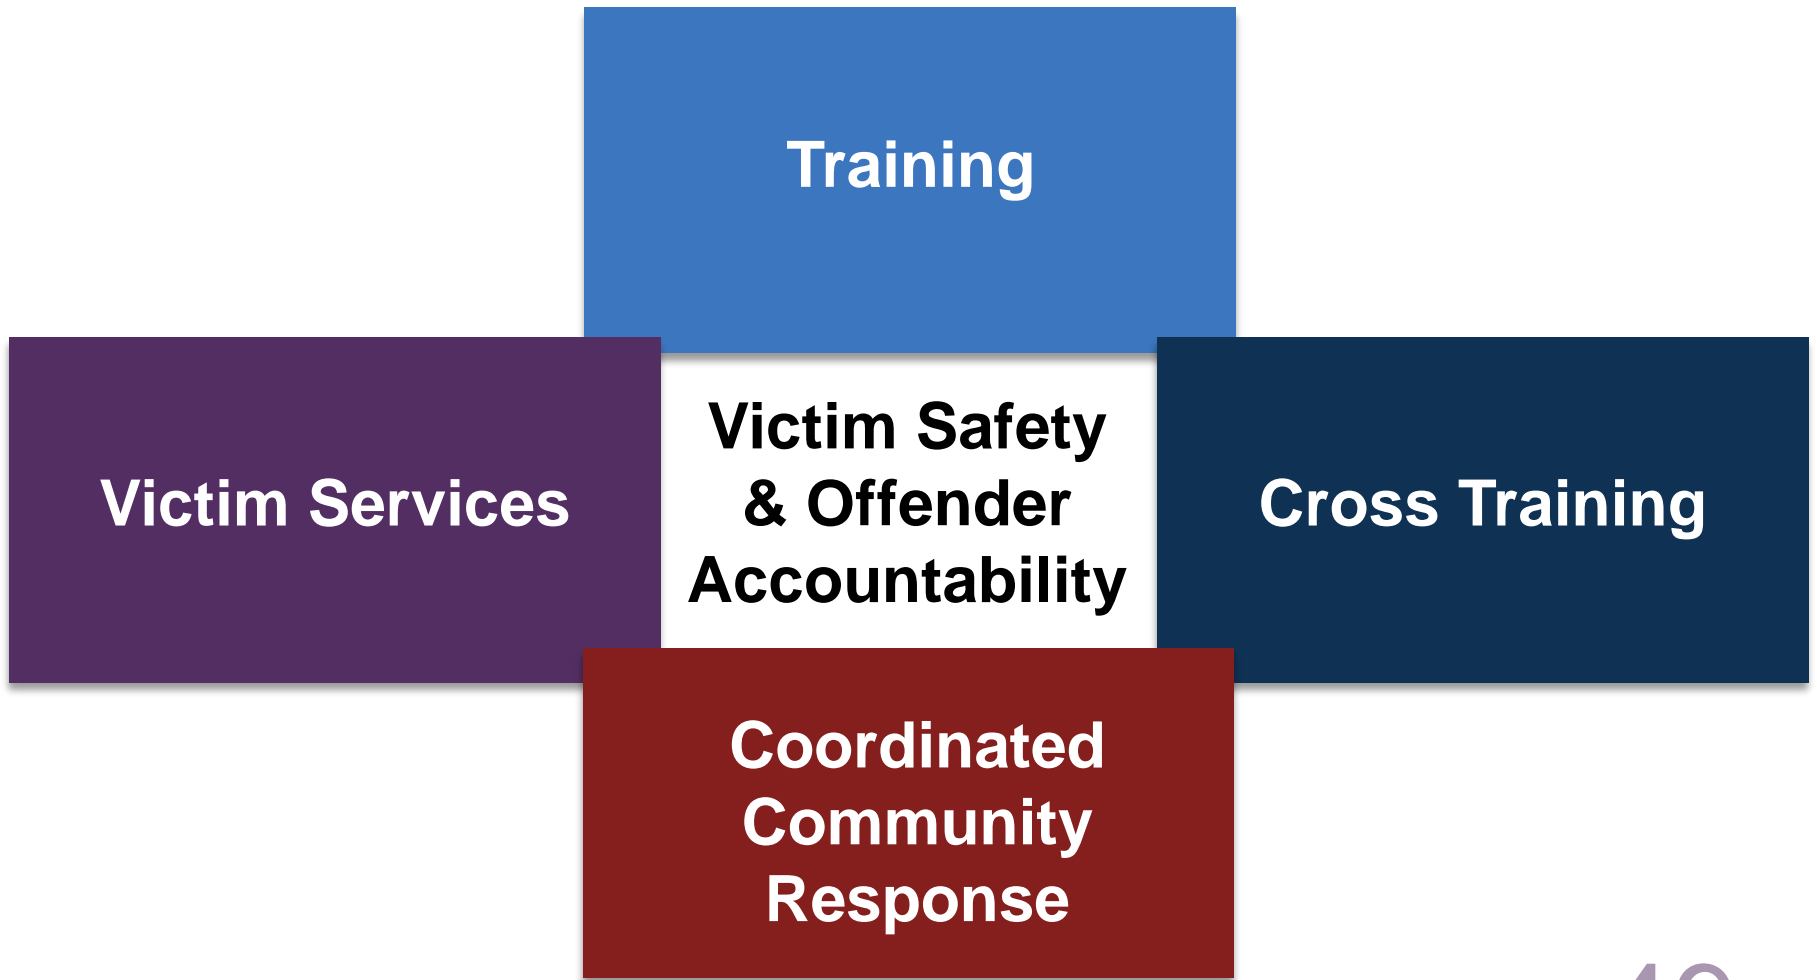 Training
Victim Services
Victim Safety
& Offender
Accountability
Cross Training
Coordinated
Community
Response